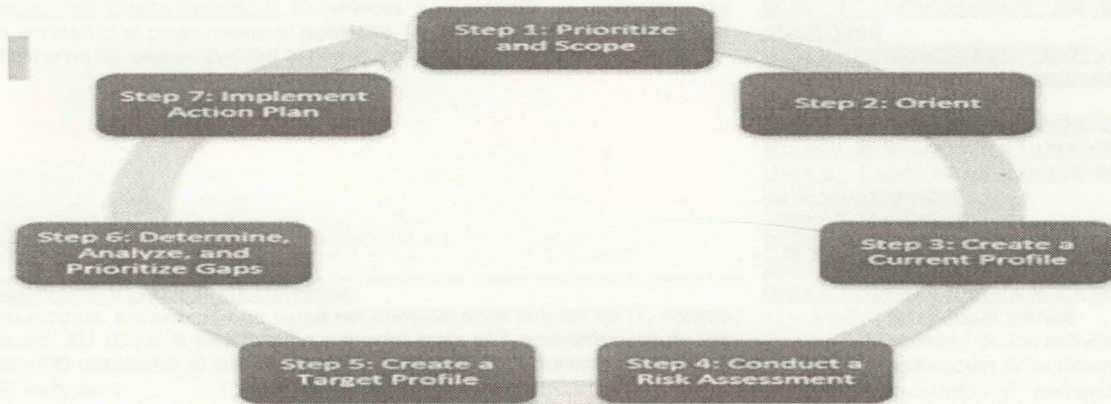 Step 1: Prioritize
and Scope
Step 2: Orient
Step 3: Create a
Current Profile
Step 4: Conduct a
Risk Assessment
Step 5: Create a
Target Profile
Step 6: Determine,
Analyze, and
Prioritize Gaps
Step 7: Implement
Action Plan